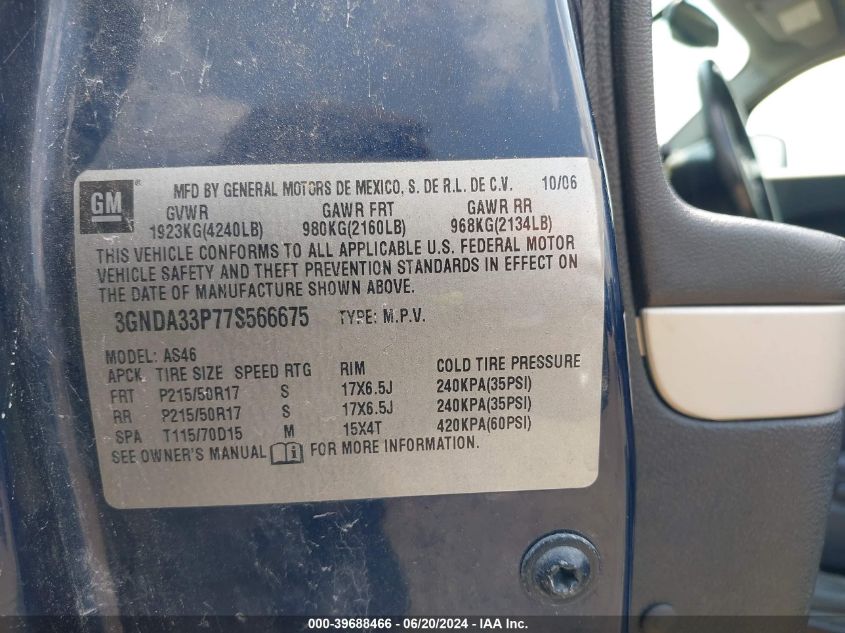 GM
MFD BY GENERAL MOTORS DE MEXICO, S. DE R.L. DE C.V. 10/06
GVWR GAWR FRT GAWR RR
1923KG(4240LB) 980KG(2160LB) 968KG(2134LB)
THIS VEHICLE CONFORMS TO ALL APPLICABLE U.S. FEDERAL MOTOR
VEHICLE SAFETY AND THEFT PREVENTION STANDARDS IN EFFECT ON
THE DATE OF MANUFACTURE SHOWN ABOVE.
3GNDA33P77S566675 TYPE: M.P.V.
MODEL: AS46
APCK TIRE SIZE SPEED RTG RIM COLD TIRE PRESSURE
FRT P215/50R17 S 17X6.5J 240KPA(35PSI)
RR P215/50R17 S 17X6.5J 240KPA(35PSI)
SPA T115/70D15 M 15X4T 420KPA(60PSI)
SEE OWNER'S MANUAL i FOR MORE INFORMATION.
000-39688466 - 06/20/2024 - IAA Inc.